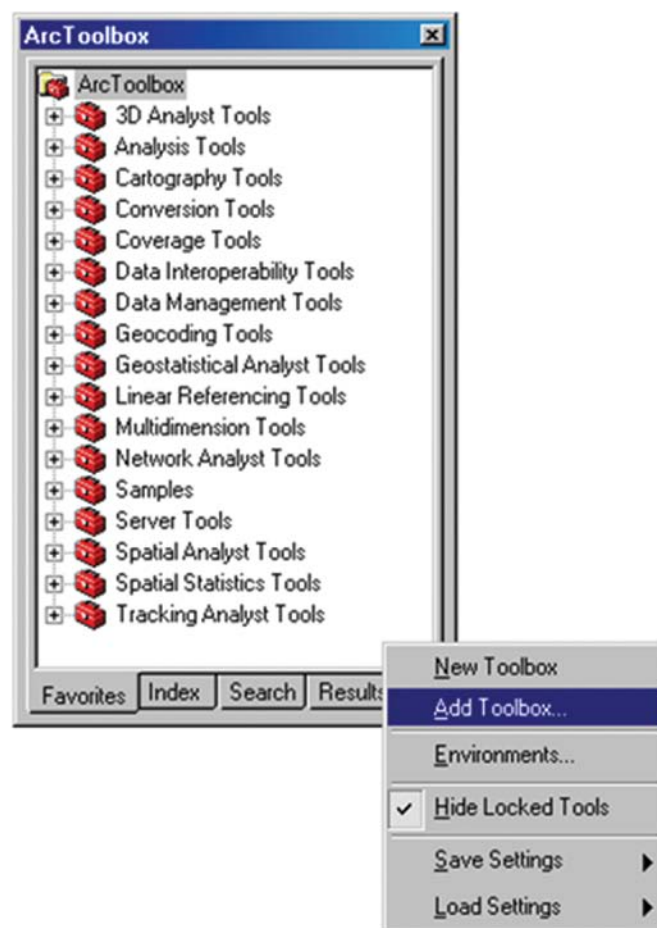 ArcToolbox
ArcToolbox
3D Analyst Tools
Analysis Tools
Cartography Tools
Conversion Tools
Coverage Tools
Data Interoperability Tools
Data Management Tools
Geocoding Tools
Geostatistical Analyst Tools
Linear Referencing Tools
Multidimension Tools
Network Analyst Tools
Samples
Server Tools
Spatial Analyst Tools
Spatial Statistics Tools
Tracking Analyst Tools
Favorites Index Search Results
New Toolbox
Add Toolbox...
Environments...
Hide Locked Tools
Save Settings
Load Settings